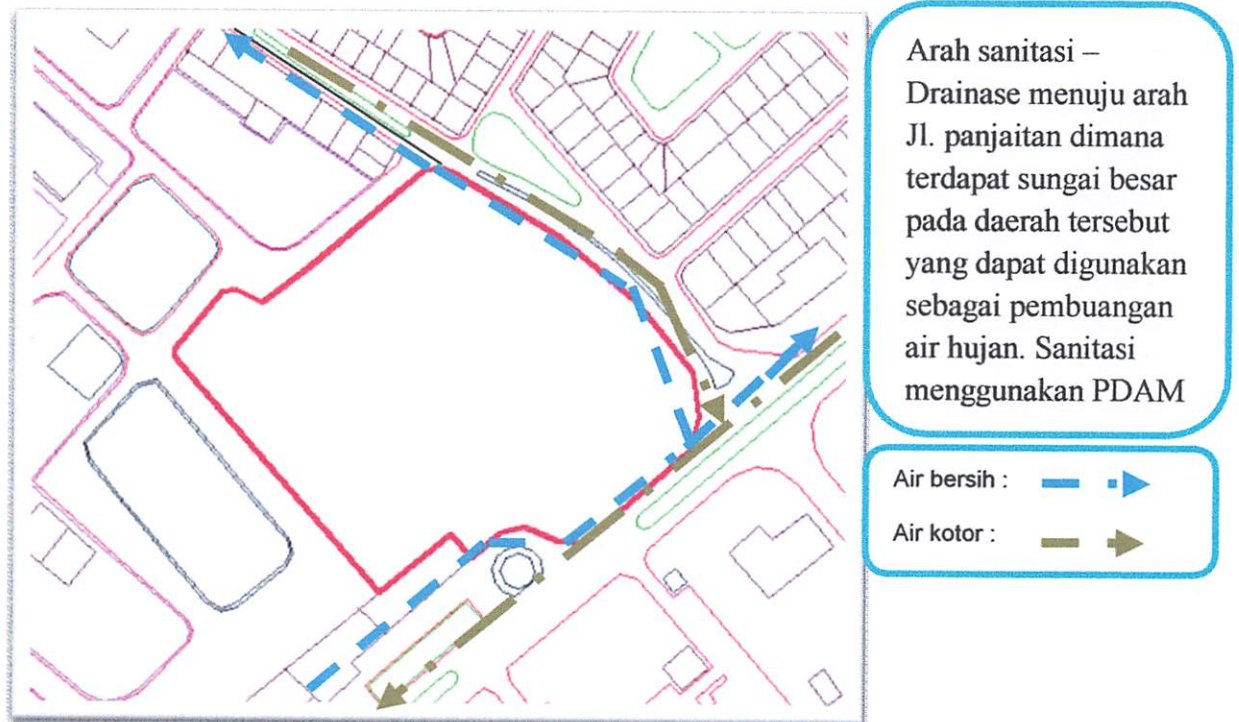 Arah sanitasi –
Drainase menuju arah
Jl. panjaitan dimana
terdapat sungai besar
pada daerah tersebut
yang dapat digunakan
sebagai pembuangan
air hujan. Sanitasi
menggunakan PDAM
Air bersih :
Air kotor :